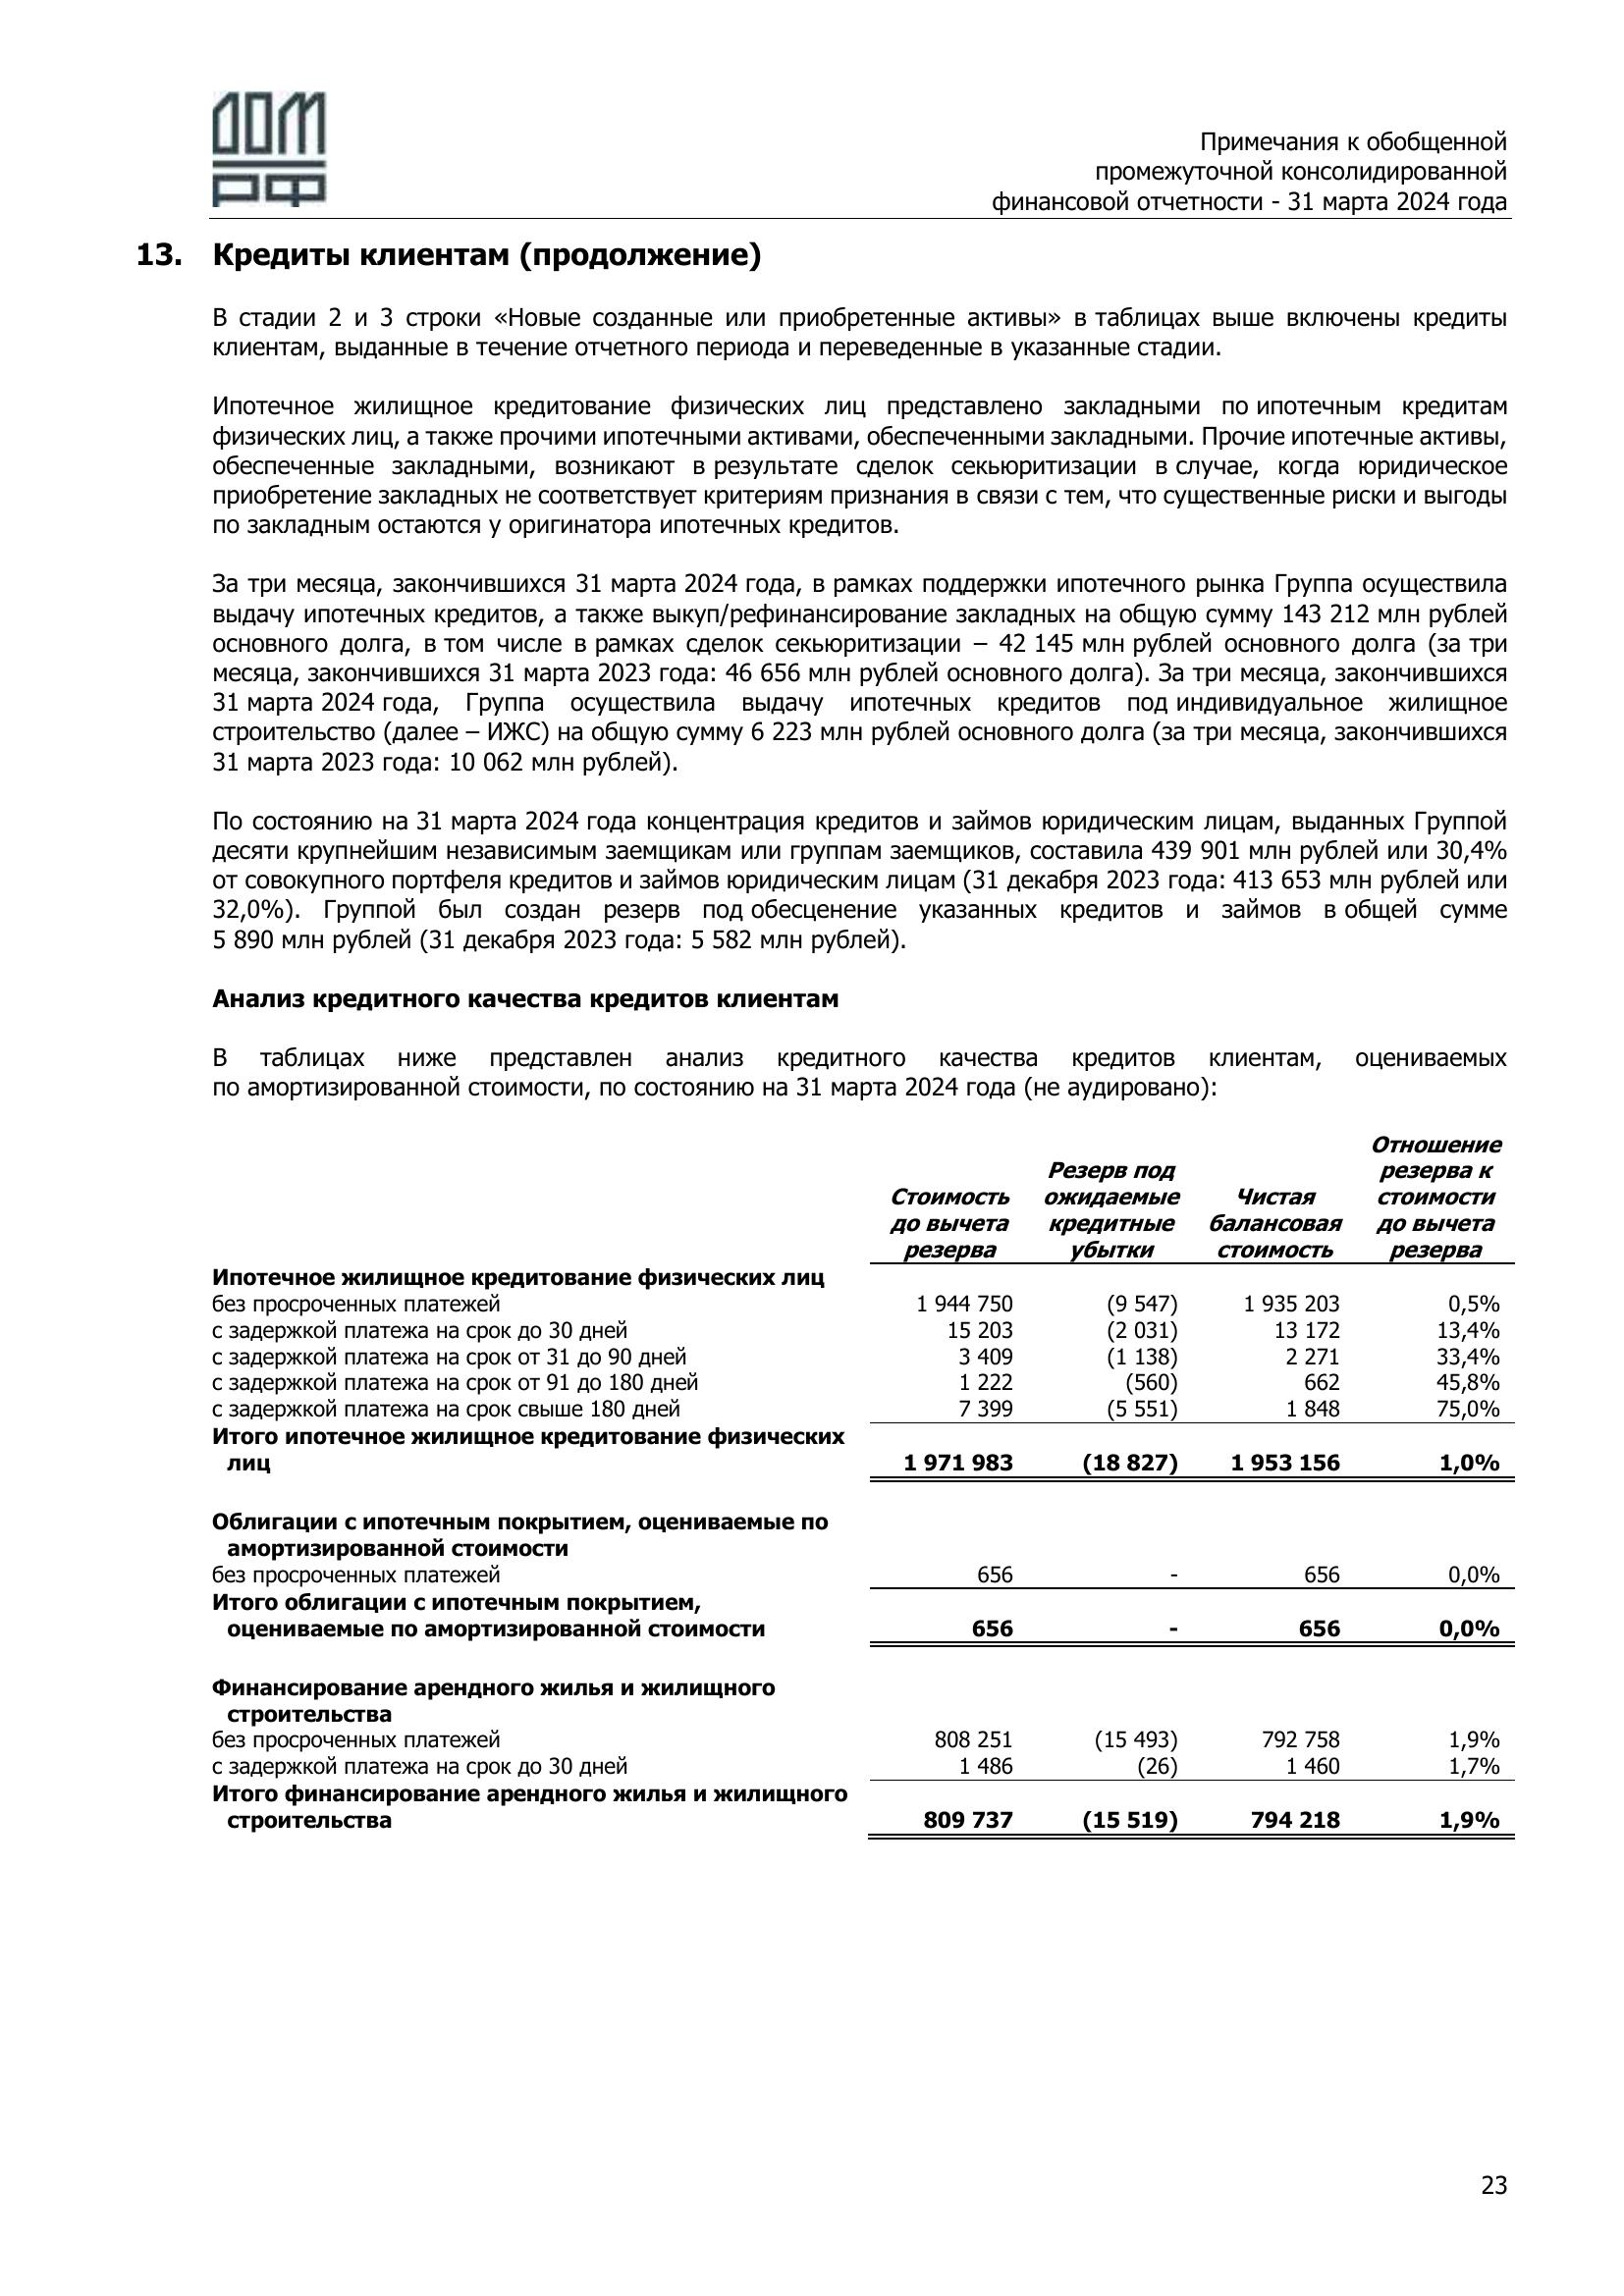 ДОМ
РФ
Примечания к обобщенной
промежуточной консолидированной
финансовой отчетности - 31 марта 2024 года
13. Кредиты клиентам (продолжение)
В стадии 2 и 3 строки «Новые созданные или приобретенные активы» в таблицах выше включены кредиты
клиентам, выданные в течение отчетного периода и переведенные в указанные стадии.
Ипотечное жилищное кредитование физических лиц представлено закладными по ипотечным кредитам
физических лиц, а также прочими ипотечными активами, обеспеченными закладными. Прочие ипотечные активы,
обеспеченные закладными, возникают в результате сделок секьюритизации в случае, когда юридическое
приобретение закладных не соответствует критериям признания в связи с тем, что существенные риски и выгоды
по закладным остаются у оригинатора ипотечных кредитов.
За три месяца, закончившихся 31 марта 2024 года, в рамках поддержки ипотечного рынка Группа осуществила
выдачу ипотечных кредитов, а также выкуп/рефинансирование закладных на общую сумму 143 212 млн рублей
основного долга, в том числе в рамках сделок секьюритизации – 42 145 млн рублей основного долга (за три
месяца, закончившихся 31 марта 2023 года: 46 656 млн рублей основного долга). За три месяца, закончившихся
31 марта 2024 года, Группа осуществила выдачу ипотечных кредитов под индивидуальное жилищное
строительство (далее – ИЖС) на общую сумму 6 223 млн рублей основного долга (за три месяца, закончившихся
31 марта 2023 года: 10 062 млн рублей).
По состоянию на 31 марта 2024 года концентрация кредитов и займов юридическим лицам, выданных Группой
десяти крупнейшим независимым заемщикам или группам заемщиков, составила 439 901 млн рублей или 30,4%
от совокупного портфеля кредитов и займов юридическим лицам (31 декабря 2023 года: 413 653 млн рублей или
32,0%). Группой был создан резерв под обесценение указанных кредитов и займов в общей сумме
5 890 млн рублей (31 декабря 2023 года: 5 582 млн рублей).
Анализ кредитного качества кредитов клиентам
В таблицах ниже представлен анализ кредитного качества кредитов клиентам, оцениваемых
по амортизированной стоимости, по состоянию на 31 марта 2024 года (не аудировано):
Отношение
Резерв под резерва к
Стоимость ожидаемые Чистая стоимости
до вычета кредитные балансовая до вычета
резерва убытки стоимость резерва
Ипотечное жилищное кредитование физических лиц
без просроченных платежей 1 944 750 (9 547) 1 935 203 0,5%
с задержкой платежа на срок до 30 дней 15 203 (2 031) 13 172 13,4%
с задержкой платежа на срок от 31 до 90 дней 3 409 (1 138) 2 271 33,4%
с задержкой платежа на срок от 91 до 180 дней 1 222 (560) 662 45,8%
с задержкой платежа на срок свыше 180 дней 7 399 (5 551) 1 848 75,0%
Итого ипотечное жилищное кредитование физических
лиц 1 971 983 (18 827) 1 953 156 1,0%
Облигации с ипотечным покрытием, оцениваемые по
амортизированной стоимости
без просроченных платежей 656 - 656 0,0%
Итого облигации с ипотечным покрытием,
оцениваемые по амортизированной стоимости 656 - 656 0,0%
Финансирование арендного жилья и жилищного
строительства
без просроченных платежей 808 251 (15 493) 792 758 1,9%
с задержкой платежа на срок до 30 дней 1 486 (26) 1 460 1,7%
Итого финансирование арендного жилья и жилищного
строительства 809 737 (15 519) 794 218 1,9%
23